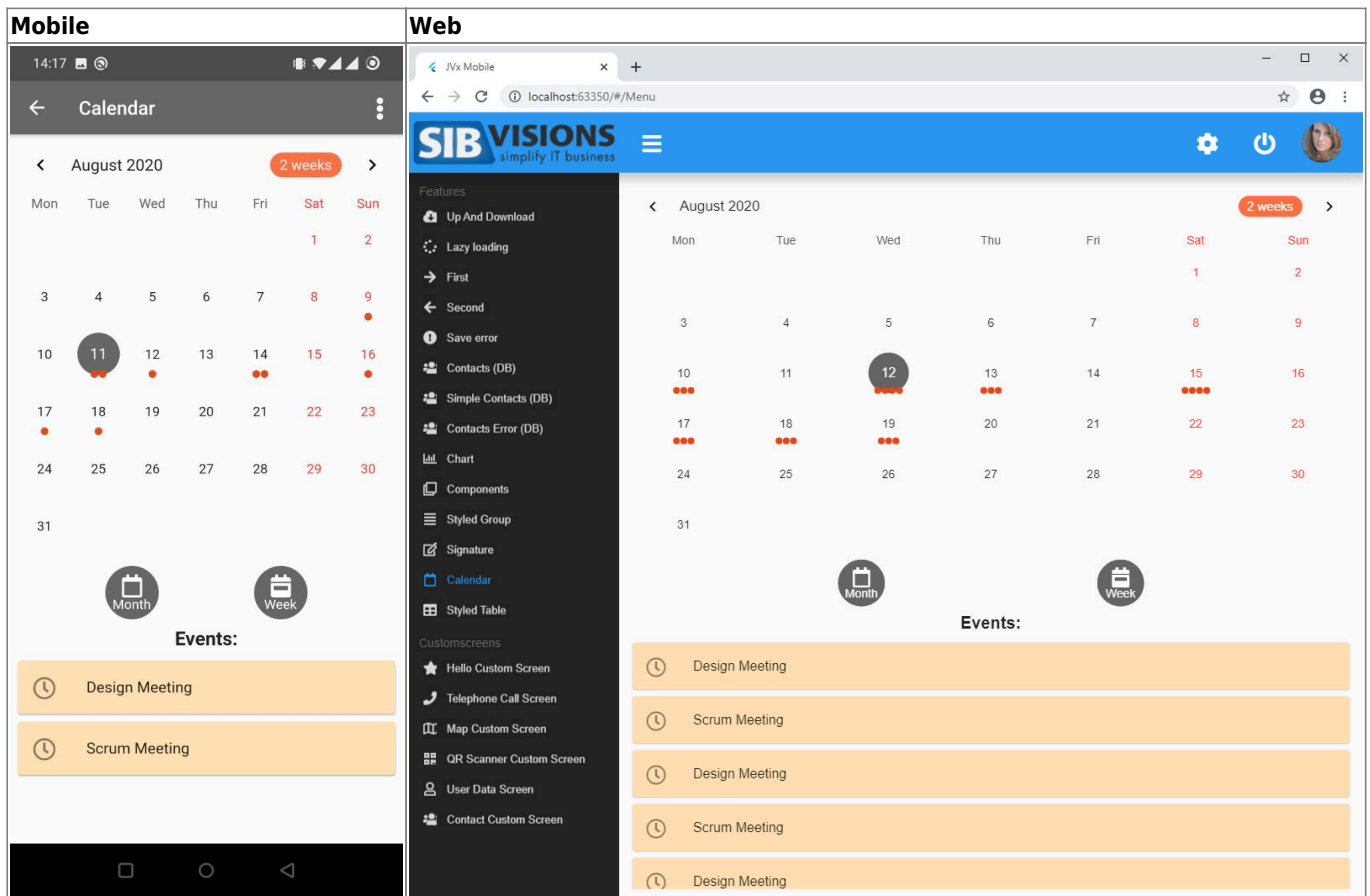 Mobile
Web
14:17
Calendar
August 2020
2 weeks
Mon Tue Wed Thu Fri Sat Sun
1 2
3 4 5 6 7 8 9
10 11 12 13 14 15 16
17 18 19 20 21 22 23
24 25 26 27 28 29 30
31
Month
Week
Events:
Design Meeting
Scrum Meeting
JVx Mobile
localhost:63350/#/Menu
SIB VISIONS
simplify IT business
Features
Up And Download
Lazy loading
First
Second
Save error
Contacts (DB)
Simple Contacts (DB)
Contacts Error (DB)
Chart
Components
Styled Group
Signature
Calendar
Styled Table
Customscreens
Hello Custom Screen
Telephone Call Screen
Map Custom Screen
QR Scanner Custom Screen
User Data Screen
Contact Custom Screen
August 2020
2 weeks
Mon Tue Wed Thu Fri Sat Sun
1 2
3 4 5 6 7 8 9
10 11 12 13 14 15 16
17 18 19 20 21 22 23
24 25 26 27 28 29 30
31
Month
Week
Events:
Design Meeting
Scrum Meeting
Design Meeting
Scrum Meeting
Design Meeting